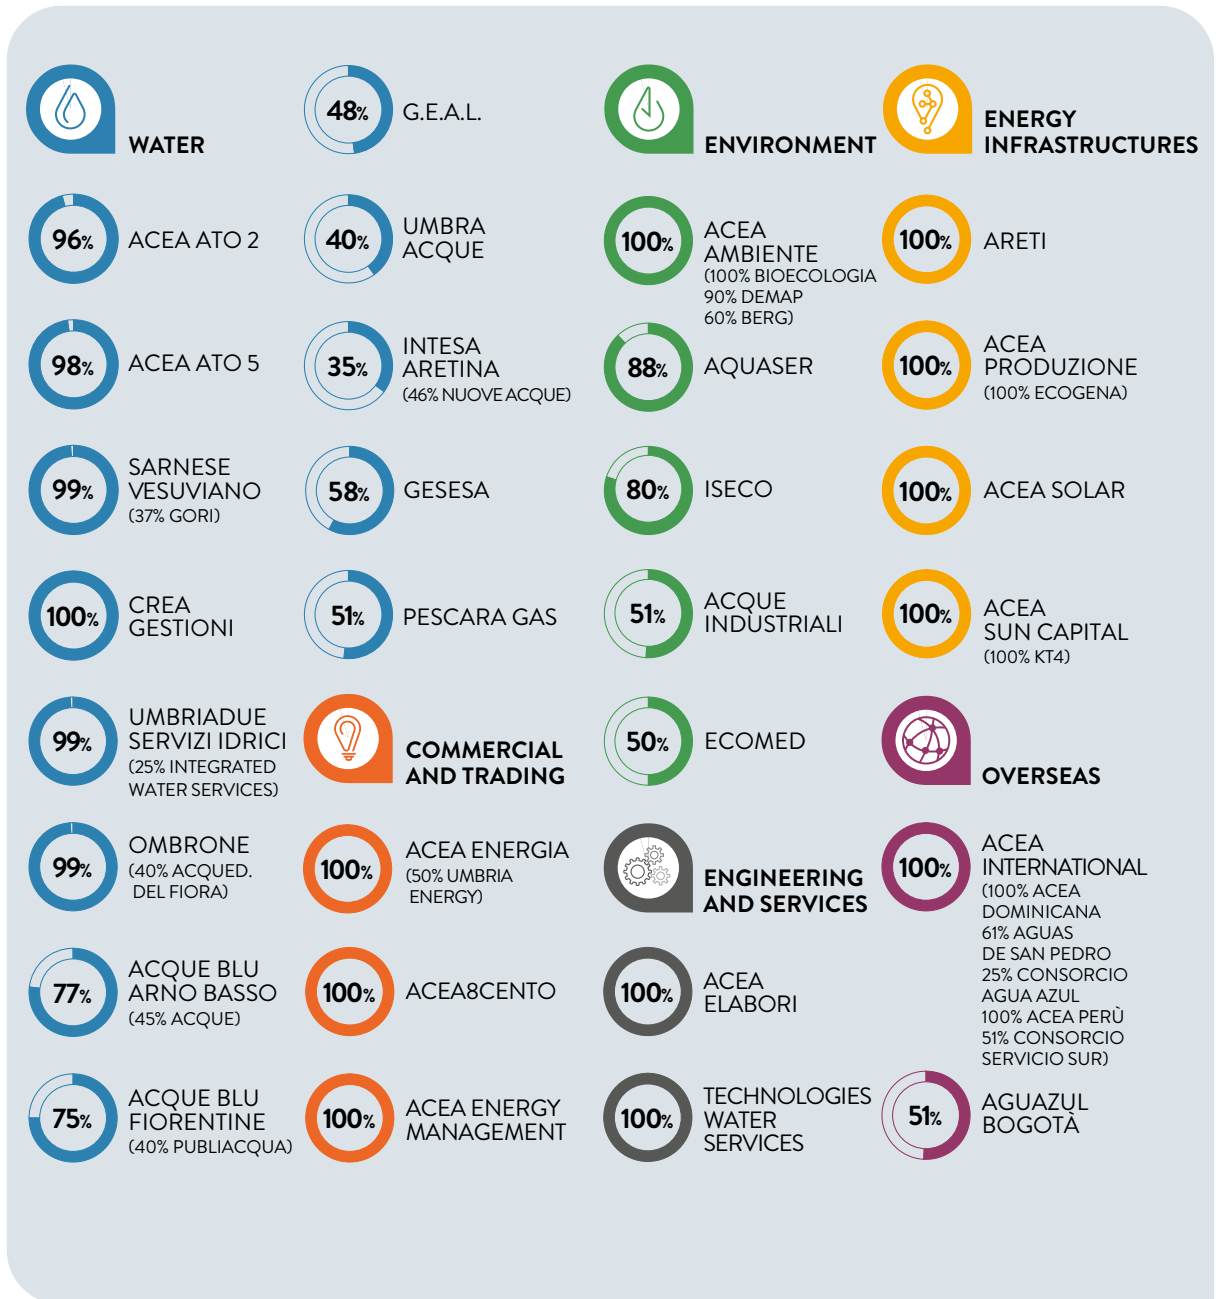 WATER
96%
ACEA ATO 2
98%
ACEA ATO 5
99%
SARNESE
VESUVIANO
(37% GORI)
100%
CREA
GESTIONI
99%
UMBRIADUE
SERVIZI IDRICI
(25% INTEGRATED
WATER SERVICES)
99%
OMBRONE
(40% ACQUED.
DEL FIORA)
77%
ACQUE BLU
ARNO BASSO
(45% ACQUE)
75%
ACQUE BLU
FIORENTINE
(40% PUBLIACQUA)
48%
G.E.A.L.
40%
UMBRA
ACQUE
35%
INTESA
ARETINA
(46% NUOVE ACQUE)
58%
GESESA
51%
PESCARA GAS
COMMERCIAL
AND TRADING
100%
ACEA ENERGIA
(50% UMBRIA
ENERGY)
100%
ACEA8CENTO
100%
ACEA ENERGY
MANAGEMENT
ENVIRONMENT
100%
ACEA
AMBIENTE
(100% BIOECOLOGIA
90% DEMAP
60% BERG)
88%
AQUASER
80%
ISECO
51%
ACQUE
INDUSTRIALI
50%
ECOMED
ENGINEERING
AND SERVICES
100%
ACEA
ELABORI
100%
TECHNOLOGIES
WATER
SERVICES
ENERGY
INFRASTRUCTURES
100%
ARETI
100%
ACEA
PRODUZIONE
(100% ECOGENA)
100%
ACEA SOLAR
100%
ACEA
SUN CAPITAL
(100% KT4)
OVERSEAS
100%
ACEA
INTERNATIONAL
(100% ACEA
DOMINICANA
61% AGUAS
DE SAN PEDRO
25% CONSORCIO
AGUA AZUL
100% ACEA PERÙ
51% CONSORCIO
SERVICIO SUR)
51%
AGUAZUL
BOGOTÀ